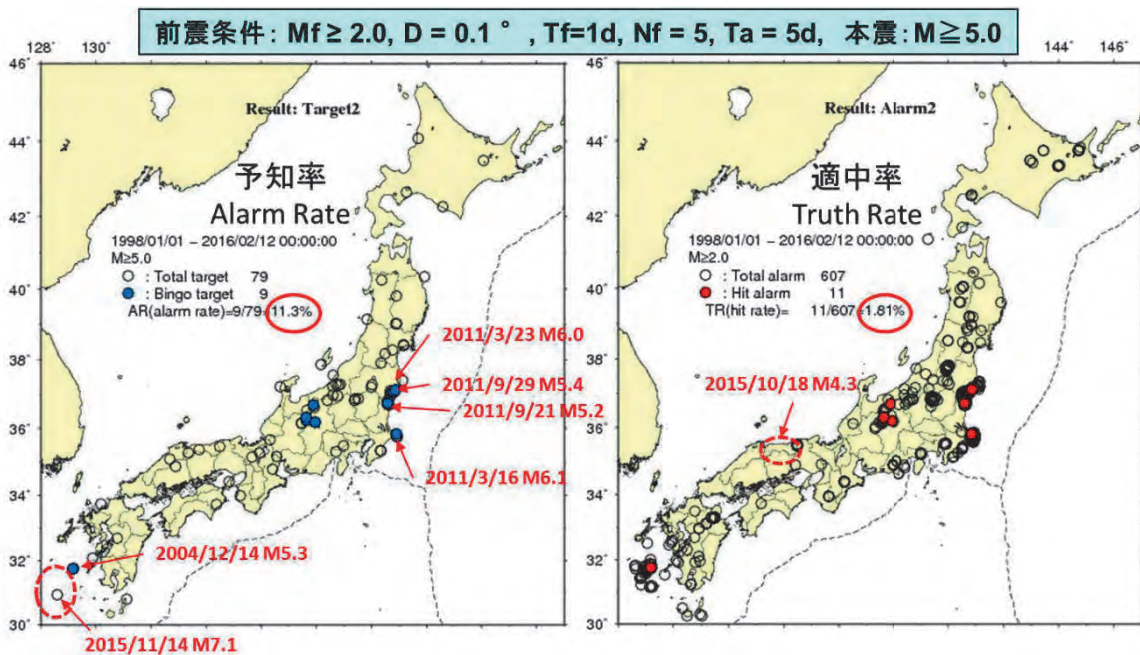 前震条件: Mf ≥ 2.0, D = 0.1 ° , Tf=1d, Nf = 5, Ta = 5d, 本震:M≧5.0
128° 130°
144° 146°
46°
44°
42°
40°
38°
36°
34°
32°
30°
Result: Target2
予知率
Alarm Rate
1998/01/01 − 2016/02/12 00:00:00
M≥5.0
○ : Total target 79
● : Bingo target 9
AR(alarm rate)=9/79=11.3%
2011/3/23 M6.0
2011/9/29 M5.4
2011/9/21 M5.2
2011/3/16 M6.1
2004/12/14 M5.3
2015/11/14 M7.1
46°
44°
42°
40°
38°
36°
34°
32°
30°
Result: Alarm2
適中率
Truth Rate
1998/01/01 − 2016/02/12 00:00:00
M≥2.0
○ : Total alarm 607
● : Hit alarm 11
TR(hit rate)= 11/607=1.81%
2015/10/18 M4.3